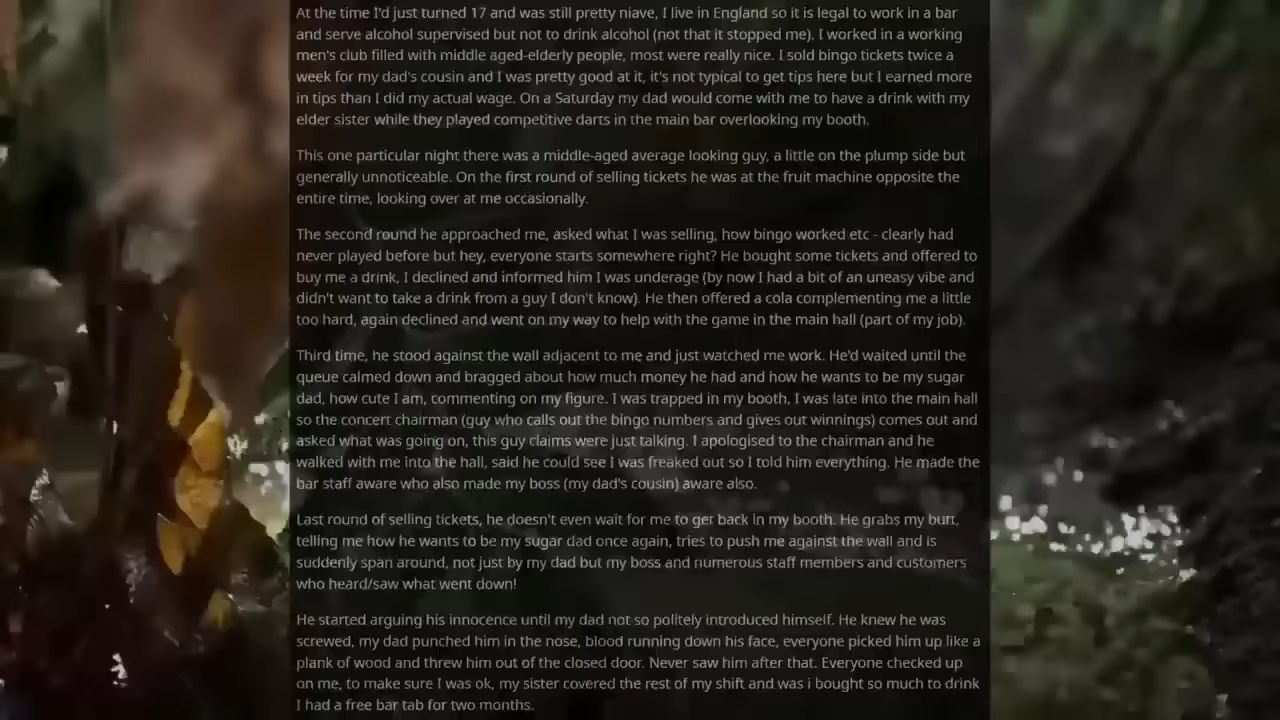 At the time I'd just turned 17 and was still pretty niave, I live in England so it is legal to work in a bar
and serve alcohol supervised but not to drink alcohol (not that it stopped me). I worked in a working
men's club filled with middle aged-elderly people, most were really nice. I sold bingo tickets twice a
week for my dad's cousin and I was pretty good at it, it's not typical to get tips here but I earned more
in tips than I did my actual wage. On a Saturday my dad would come with me to have a drink with my
elder sister while they played competitive darts in the main bar overlooking my booth.
This one particular night there was a middle-aged average looking guy, a little on the plump side but
generally unnoticeable. On the first round of selling tickets he was at the fruit machine opposite the
entire time, looking over at me occasionally.
The second round he approached me, asked what I was selling, how bingo worked etc - clearly had
never played before but hey, everyone starts somewhere right? He bought some tickets and offered to
buy me a drink, I declined and informed him I was underage (by now I had a bit of an uneasy vibe and
didn't want to take a drink from a guy I don't know). He then offered a cola complementing me a little
too hard, again declined and went on my way to help with the game in the main hall (part of my job).
Third time, he stood against the wall adjacent to me and just watched me work. He'd waited until the
queue calmed down and bragged about how much money he had and how he wants to be my sugar
dad, how cute I am, commenting on my figure. I was trapped in my booth, I was late into the main hall
so the concert chairman (guy who calls out the bingo numbers and gives out winnings) comes out and
asked what was going on, this guy claims were just talking. I apologised to the chairman and he
walked with me into the hall, said he could see I was freaked out so I told him everything. He made the
bar staff aware who also made my boss (my dad's cousin) aware also.
Last round of selling tickets, he doesn't even wait for me to get back in my booth. He grabs my butt,
telling me how he wants to be my sugar dad once again, tries to push me against the wall and is
suddenly span around, not just by my dad but my boss and numerous staff members and customers
who heard/saw what went down!
He started arguing his innocence until my dad not so politely introduced himself. He knew he was
screwed, my dad punched him in the nose, blood running down his face, everyone picked him up like a
plank of wood and threw him out of the closed door. Never saw him after that. Everyone checked up
on me, to make sure I was ok, my sister covered the rest of my shift and was i bought so much to drink
I had a free bar tab for two months.